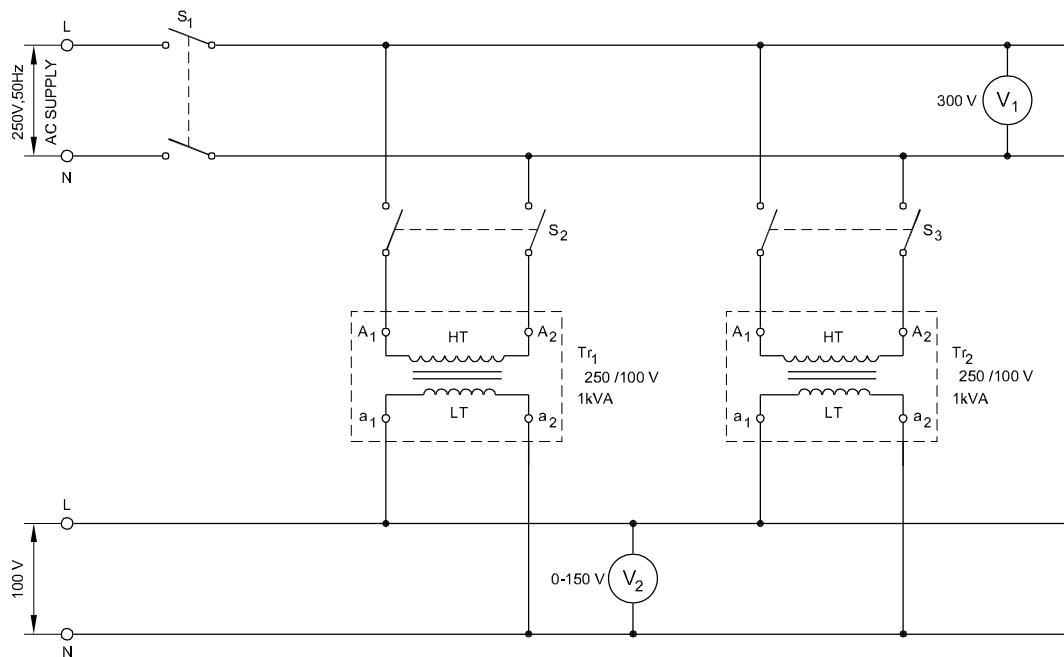 L
S1
250V,50Hz
AC SUPPLY
N
300 V
V1
S2
S3
A1
HT
A2
Tr1
250 /100 V
1kVA
a1
LT
a2
A1
HT
A2
Tr2
250 /100 V
1kVA
a1
LT
a2
L
100 V
0-150 V
V2
N